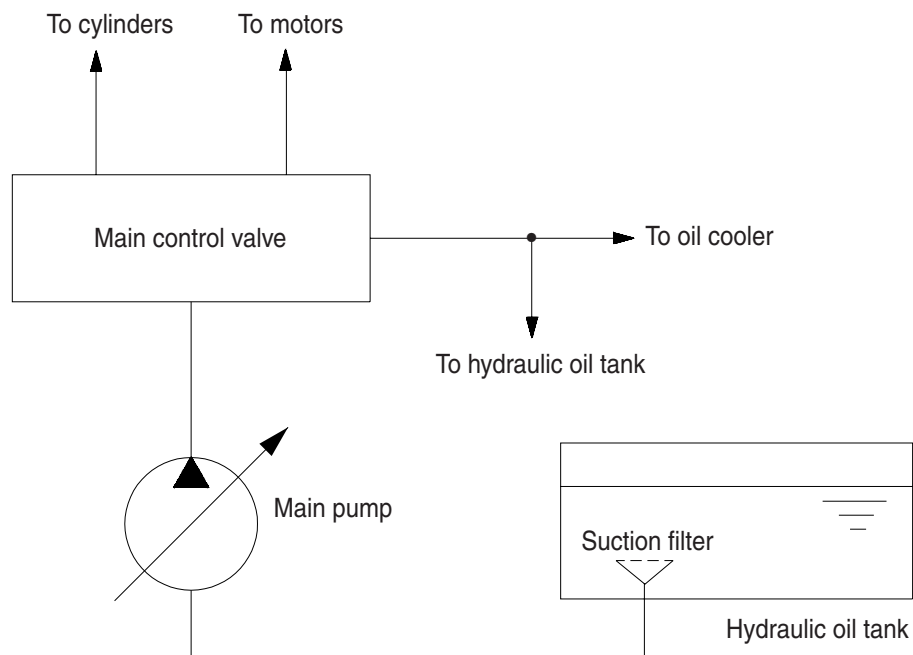 To cylinders
To motors
Main control valve
To oil cooler
To hydraulic oil tank
Main pump
Suction filter
Hydraulic oil tank